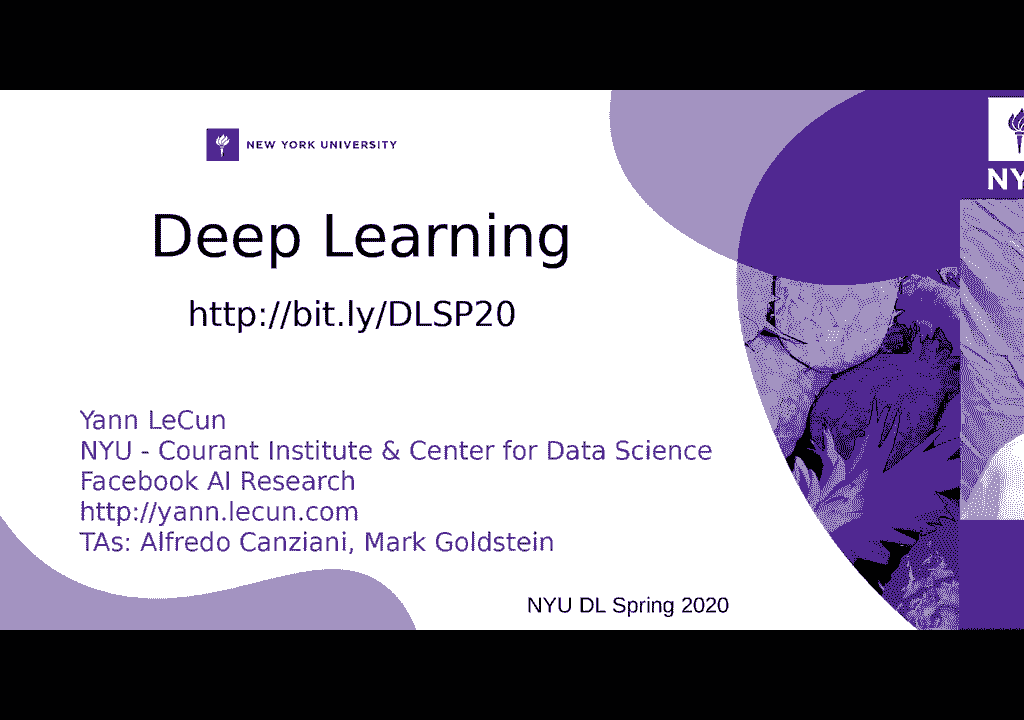 NEW YORK UNIVERSITY
NY
Deep Learning
http://bit.ly/DLSP20
Yann LeCun
NYU - Courant Institute & Center for Data Science
Facebook AI Research
http://yann.lecun.com
TAs: Alfredo Canziani, Mark Goldstein
NYU DL Spring 2020